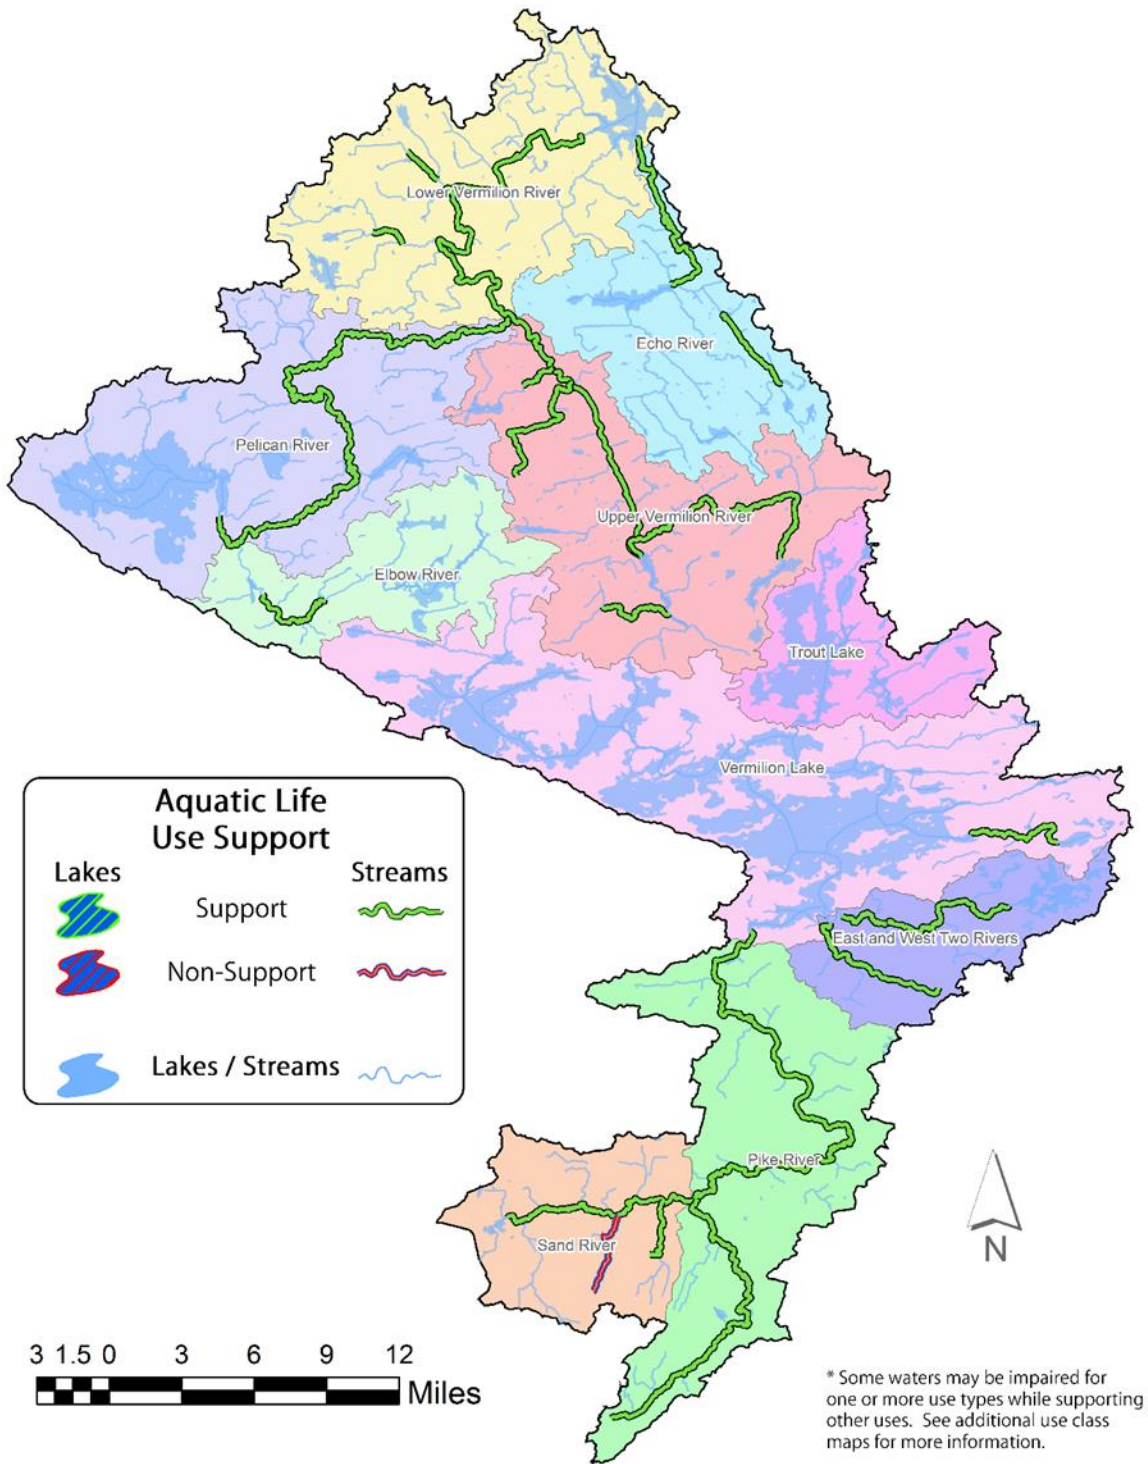 Lower Vermilion River
Echo River
Pelican River
Upper Vermilion River
Elbow River
Trout Lake
Vermilion Lake
Aquatic Life
Use Support
Lakes Streams
Support
Non-Support
Lakes / Streams
East and West Two Rivers
Pike River
Sand River
N
3 1.5 0 3 6 9 12
Miles
* Some waters may be impaired for
one or more use types while supporting
other uses. See additional use class
maps for more information.